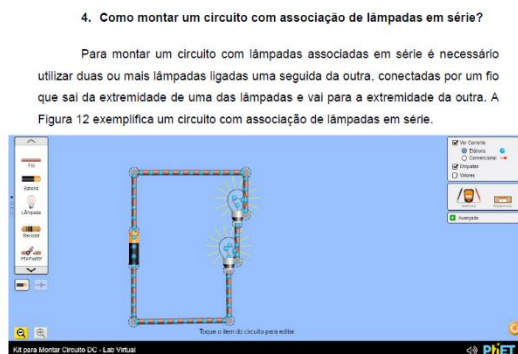 4. Como montar um circuito com associação de lâmpadas em série?
Para montar um circuito com lâmpadas associadas em série é necessário
utilizar duas ou mais lâmpadas ligadas uma seguida da outra, conectadas por um fio
que sai da extremidade de uma das lâmpadas e vai para a extremidade da outra. A
Figura 12 exemplifica um circuito com associação de lâmpadas em série.
Fio
Bateria
Lâmpada
Resistor
Interruptor
Ver Corrente
Elétrons
Convencional
Etiquetas
Valores
Avançado
Toque o item do circuito para editar.
Kit para Montar Circuito DC - Lab Virtual
PhET